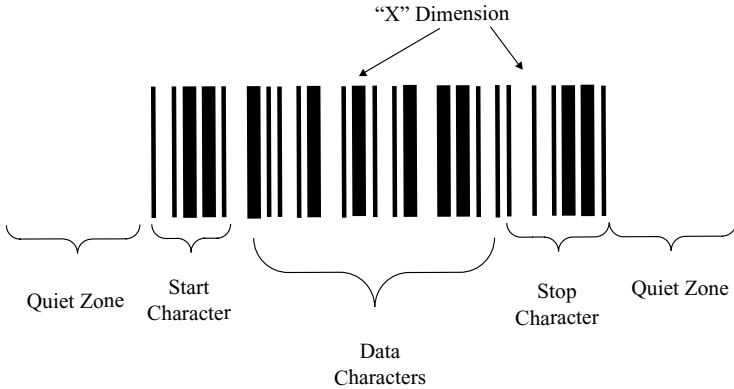 “X” Dimension
Quiet Zone
Start
Character
Data
Characters
Stop
Character
Quiet Zone